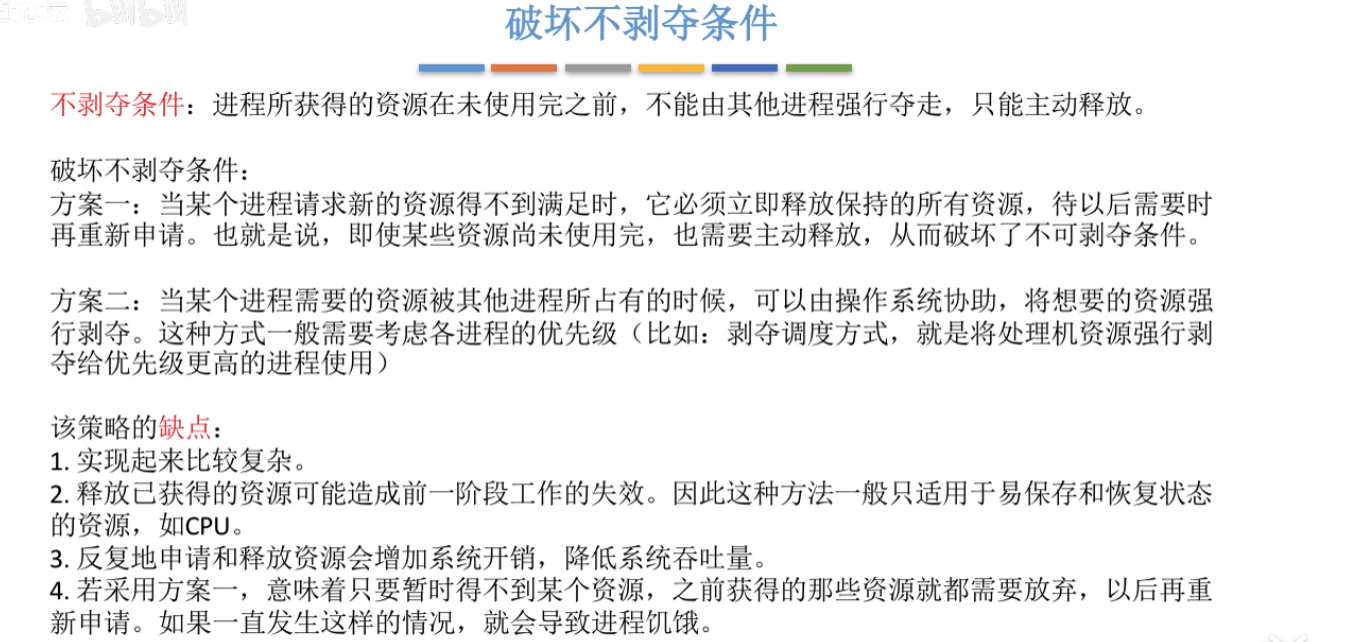 bilibili
破坏不剥夺条件
不剥夺条件：进程所获得的资源在未使用完之前，不能由其他进程强行夺走，只能主动释放。
破坏不剥夺条件：
方案一：当某个进程请求新的资源得不到满足时，它必须立即释放保持的所有资源，待以后需要时
再重新申请。也就是说，即使某些资源尚未使用完，也需要主动释放，从而破坏了不可剥夺条件。
方案二：当某个进程需要的资源被其他进程所占有的时候，可以由操作系统协助，将想要的资源强
行剥夺。这种方式一般需要考虑各进程的优先级（比如：剥夺调度方式，就是将处理机资源强行剥
夺给优先级更高的进程使用）
该策略的缺点：
1. 实现起来比较复杂。
2. 释放已获得的资源可能造成前一阶段工作的失效。因此这种方法一般只适用于易保存和恢复状态
的资源，如CPU。
3. 反复地申请和释放资源会增加系统开销，降低系统吞吐量。
4. 若采用方案一，意味着只要暂时得不到某个资源，之前获得的那些资源就都需要放弃，以后再重
新申请。如果一直发生这样的情况，就会导致进程饥饿。